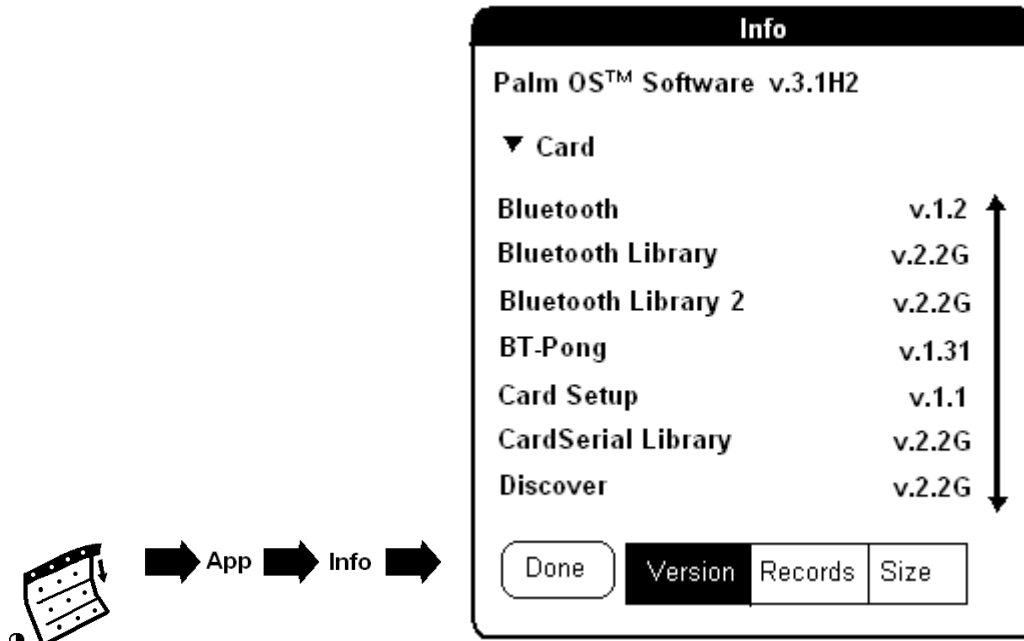 Info
Palm OS™ Software v.3.1H2
▼ Card
Bluetooth v.1.2
Bluetooth Library v.2.2G
Bluetooth Library 2 v.2.2G
BT-Pong v.1.31
Card Setup v.1.1
CardSerial Library v.2.2G
Discover v.2.2G
Done Version Records Size
App Info